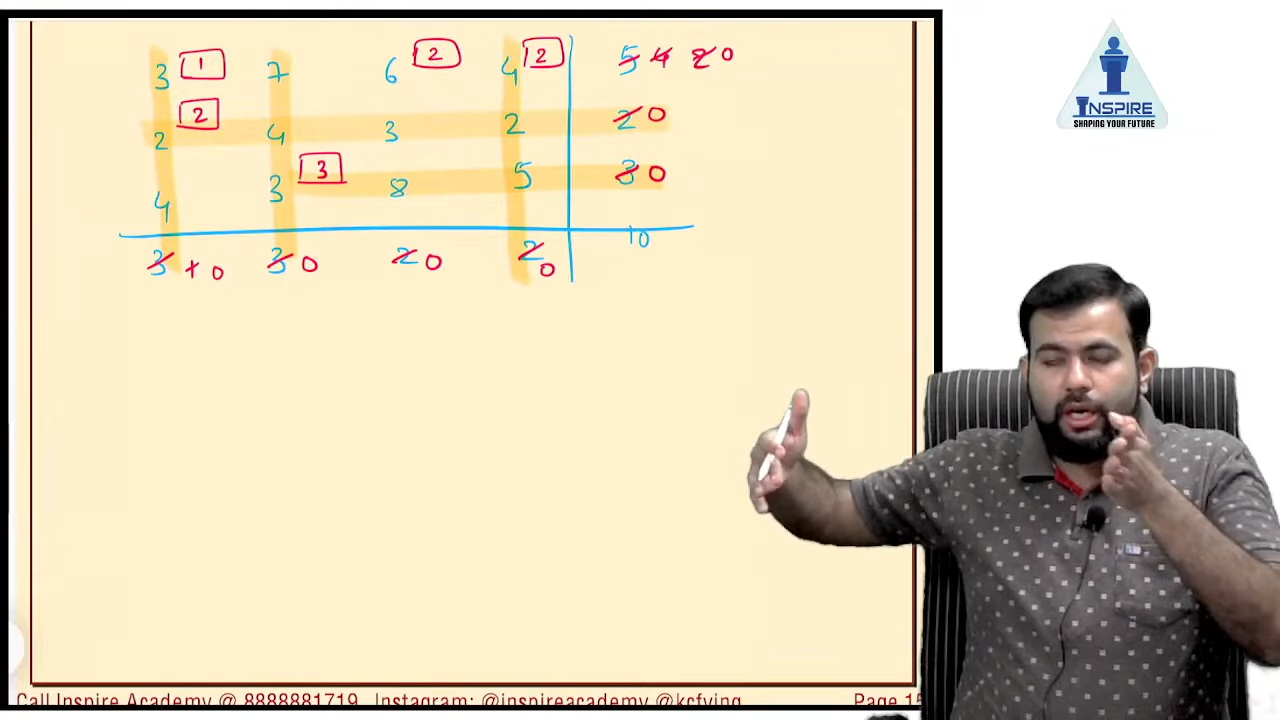 3 1 7 6 2 4 2 5 4 2 0
2 2 4 3 2 2 0
4 3 3 8 5 3 0
3 1 0 3 0 2 0 2 0 10
INSPIRE
SHAPING YOUR FUTURE
Call Inspire Academy @ 8888881719 Instagram: @inspireacademy @kcfying Page 15